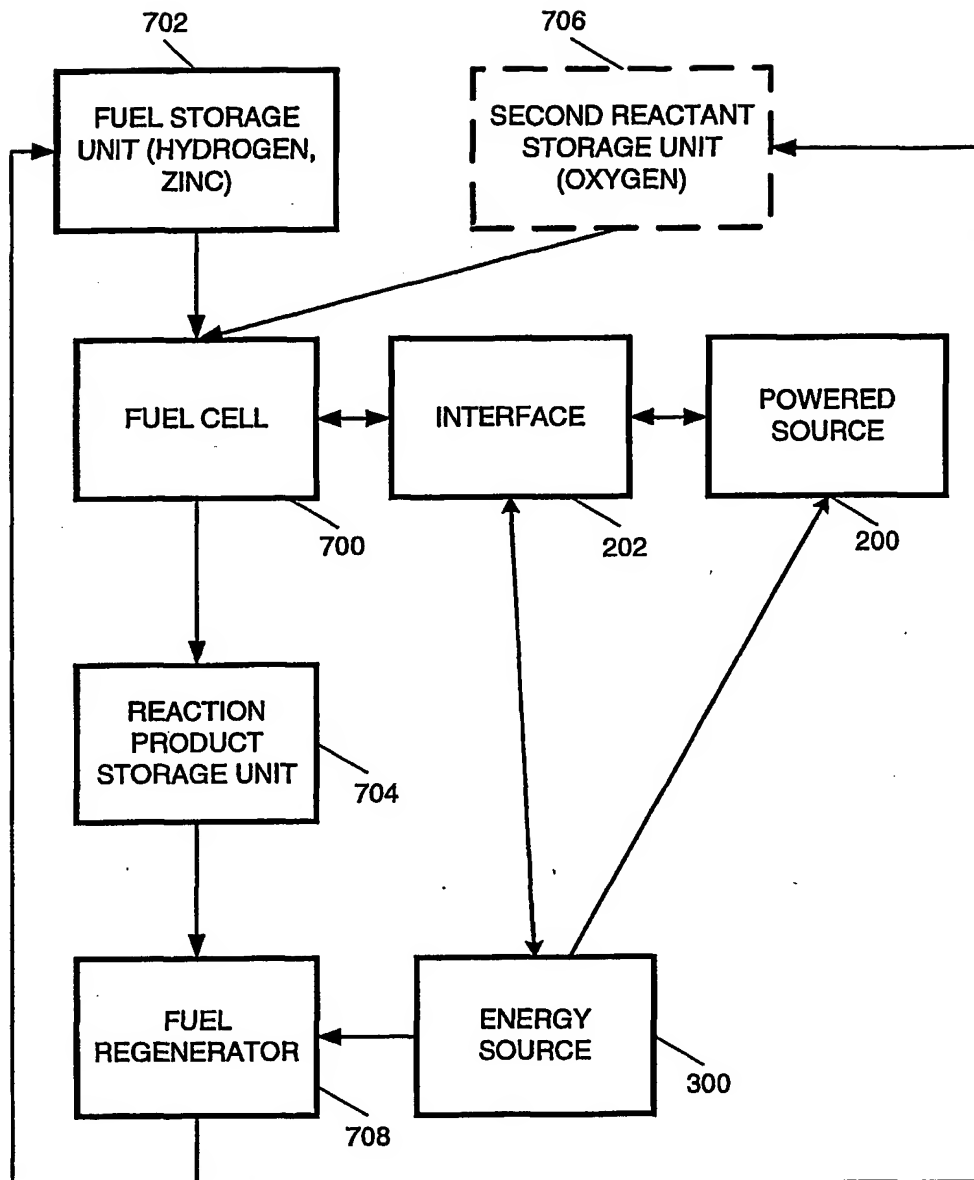 702
706
FUEL STORAGE
UNIT (HYDROGEN,
ZINC)
SECOND REACTANT
STORAGE UNIT
(OXYGEN)
FUEL CELL
INTERFACE
POWERED
SOURCE
700
202
200
REACTION
PRODUCT
STORAGE UNIT
704
FUEL
REGENERATOR
ENERGY
SOURCE
300
708